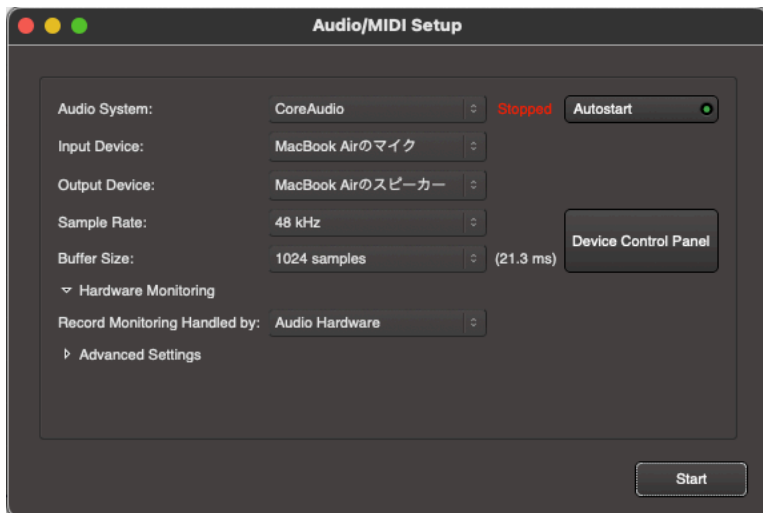 Audio/MIDI Setup
Audio System: CoreAudio Stopped Autostart
Input Device: MacBook Airのマイク
Output Device: MacBook Airのスピーカー
Sample Rate: 48 kHz
Device Control Panel
Buffer Size: 1024 samples (21.3 ms)
Hardware Monitoring
Record Monitoring Handled by: Audio Hardware
Advanced Settings
Start